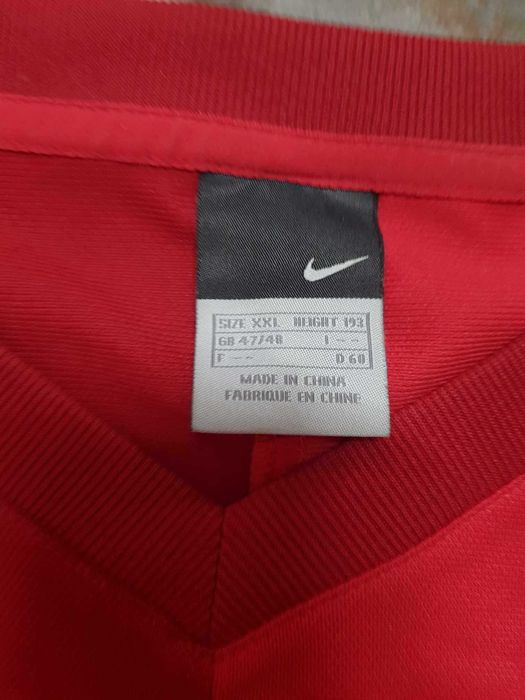 SIZE XXL HEIGHT 193
GB 47/48 I --
F -- D 60
MADE IN CHINA
FABRIQUE EN CHINE